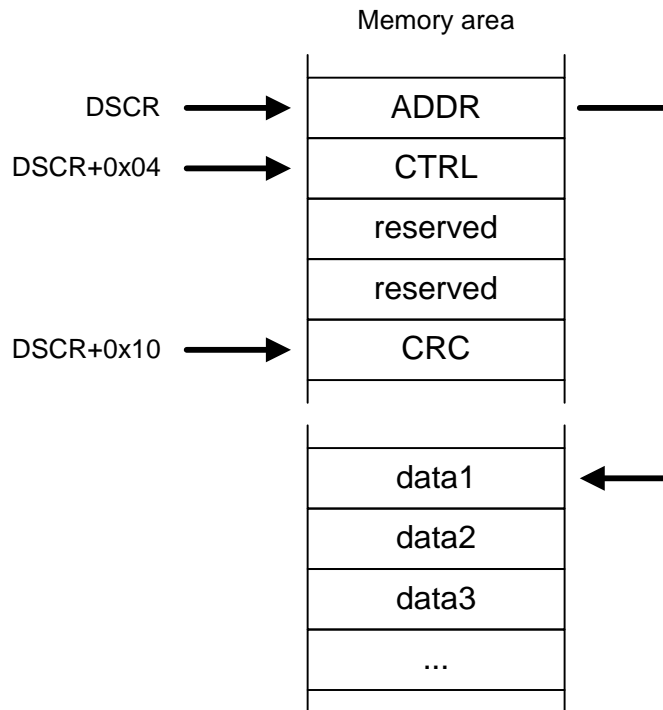 Memory area
DSCR
ADDR
DSCR+0x04
CTRL
reserved
reserved
DSCR+0x10
CRC
data1
data2
data3
...